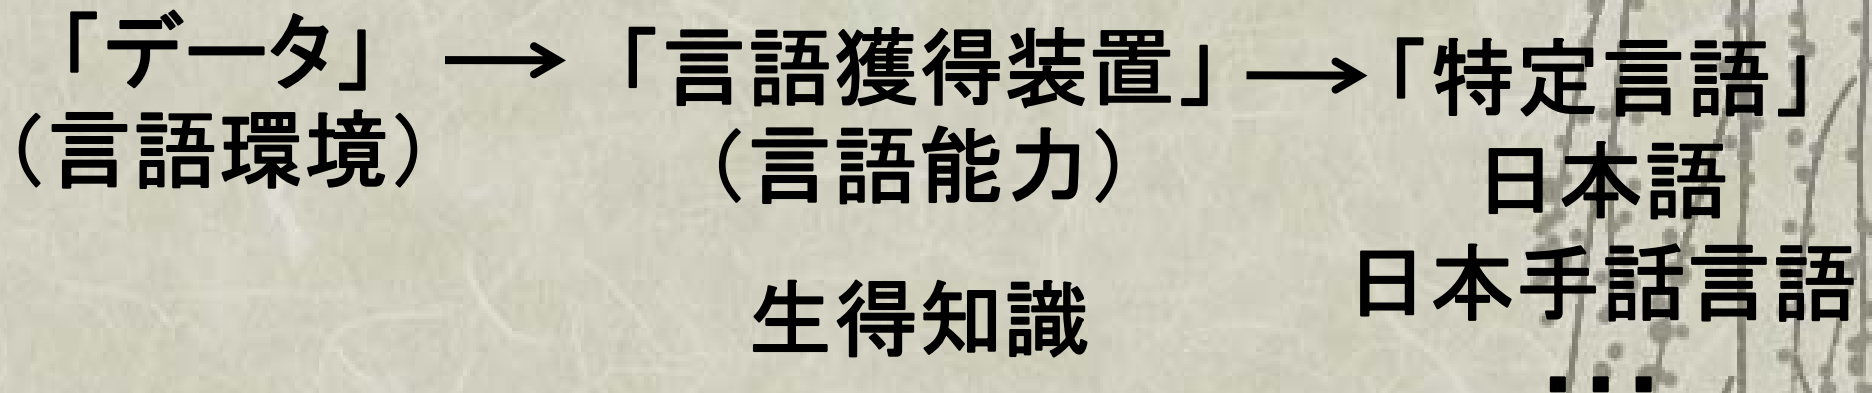 「データ」 → 「言語獲得装置」 →「特定言語」
（言語環境） （言語能力） 日本語
生得知識 日本手話言語
...